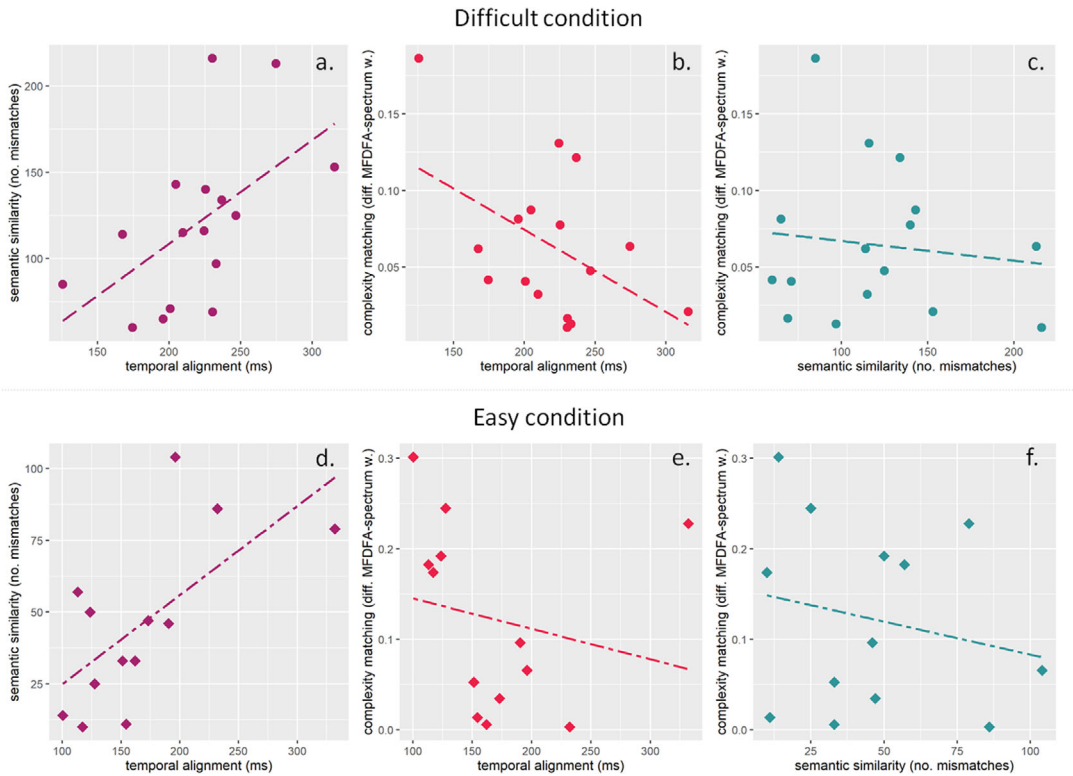 Difficult condition
a.
semantic similarity (no. mismatches)
200
150
100
150
200
250
300
temporal alignment (ms)
b.
complexity matching (diff. MFDFA-spectrum w.)
0.15
0.10
0.05
150
200
250
300
temporal alignment (ms)
c.
complexity matching (diff. MFDFA-spectrum w.)
0.15
0.10
0.05
100
150
200
semantic similarity (no. mismatches)
Easy condition
d.
semantic similarity (no. mismatches)
100
75
50
25
100
150
200
250
300
temporal alignment (ms)
e.
complexity matching (diff. MFDFA-spectrum w.)
0.3
0.2
0.1
0.0
100
150
200
250
300
temporal alignment (ms)
f.
complexity matching (diff. MFDFA-spectrum w.)
0.3
0.2
0.1
0.0
25
50
75
100
semantic similarity (no. mismatches)